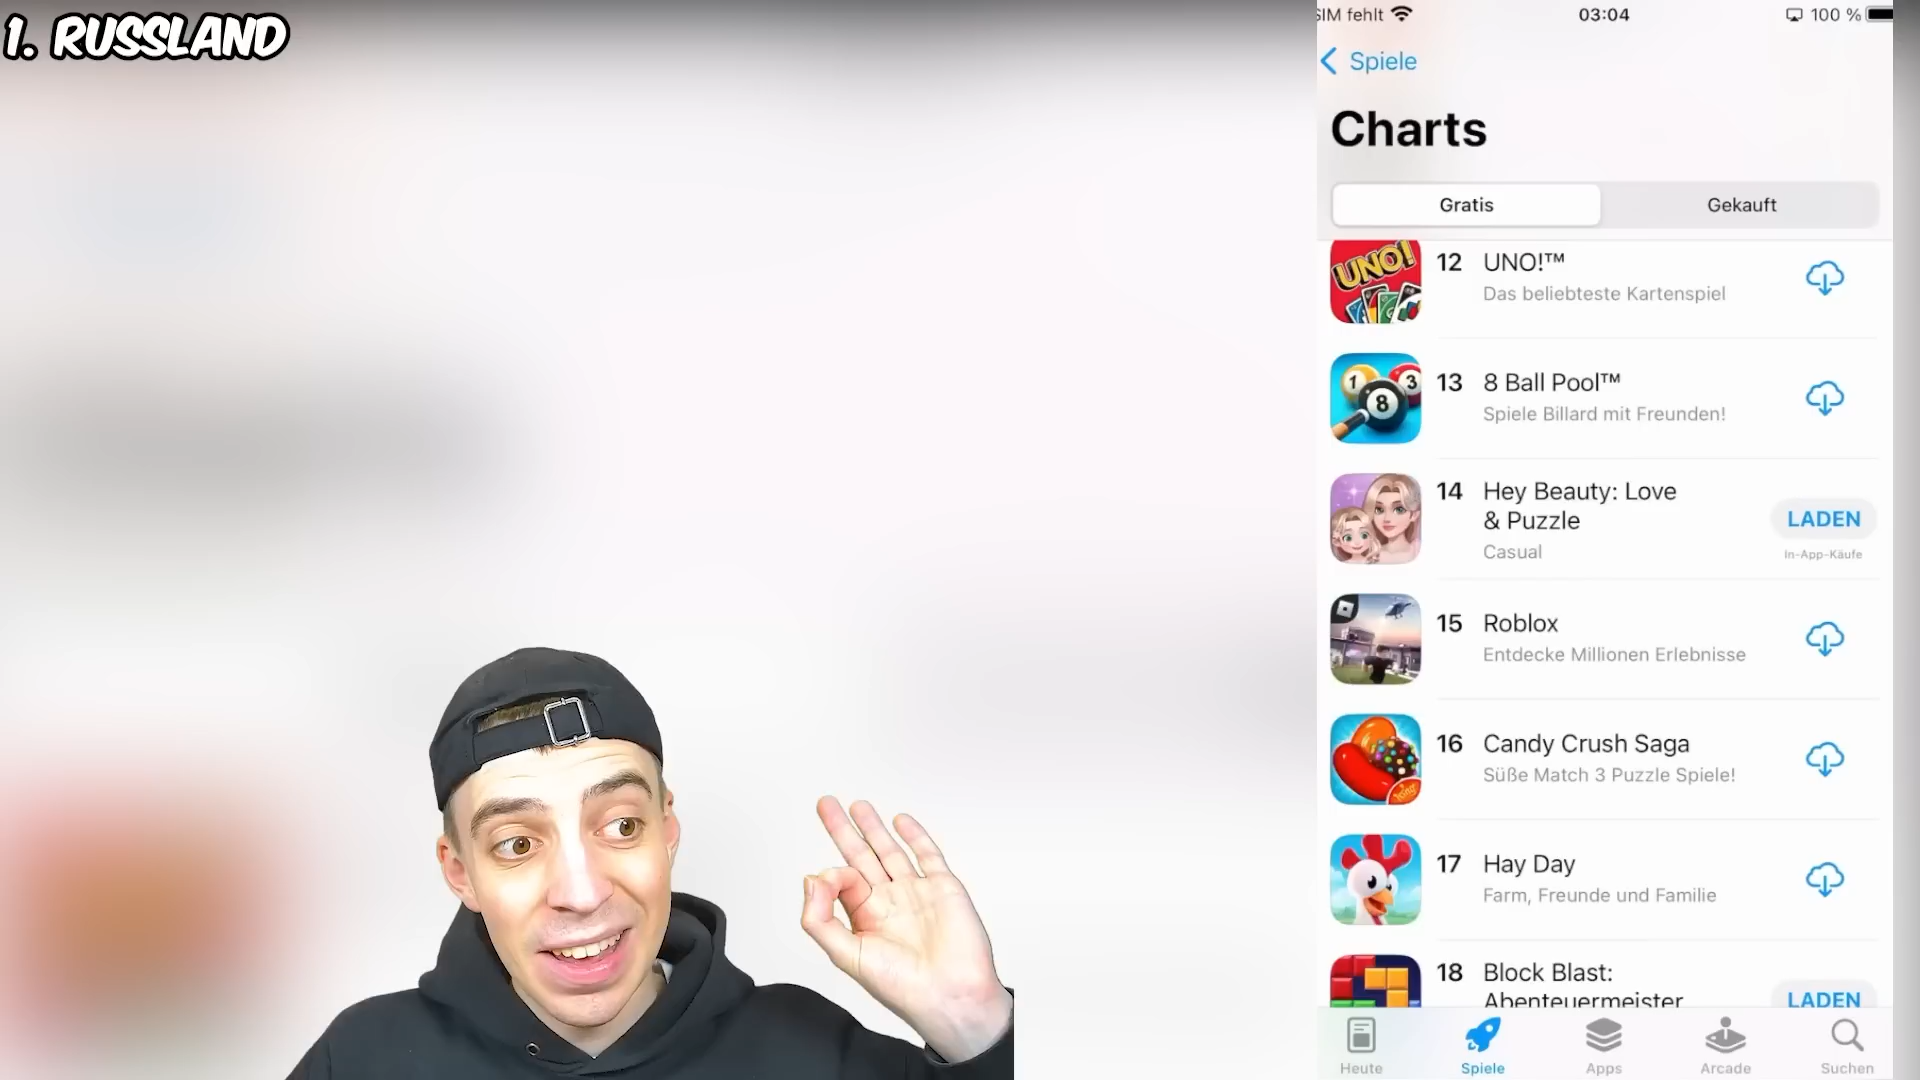 1. RUSSLAND
SIM fehlt
03:04
100 %
Spiele
Charts
Gratis
Gekauft
UNO!
12
UNO!™
Das beliebteste Kartenspiel
1
3
8
13
8 Ball Pool™
Spiele Billard mit Freunden!
14
Hey Beauty: Love
& Puzzle
Casual
LADEN
In-App-Käufe
15
Roblox
Entdecke Millionen Erlebnisse
King
16
Candy Crush Saga
Süße Match 3 Puzzle Spiele!
17
Hay Day
Farm, Freunde und Familie
18
Block Blast:
Abenteuermeister
LADEN
Heute
Spiele
Apps
Arcade
Suchen